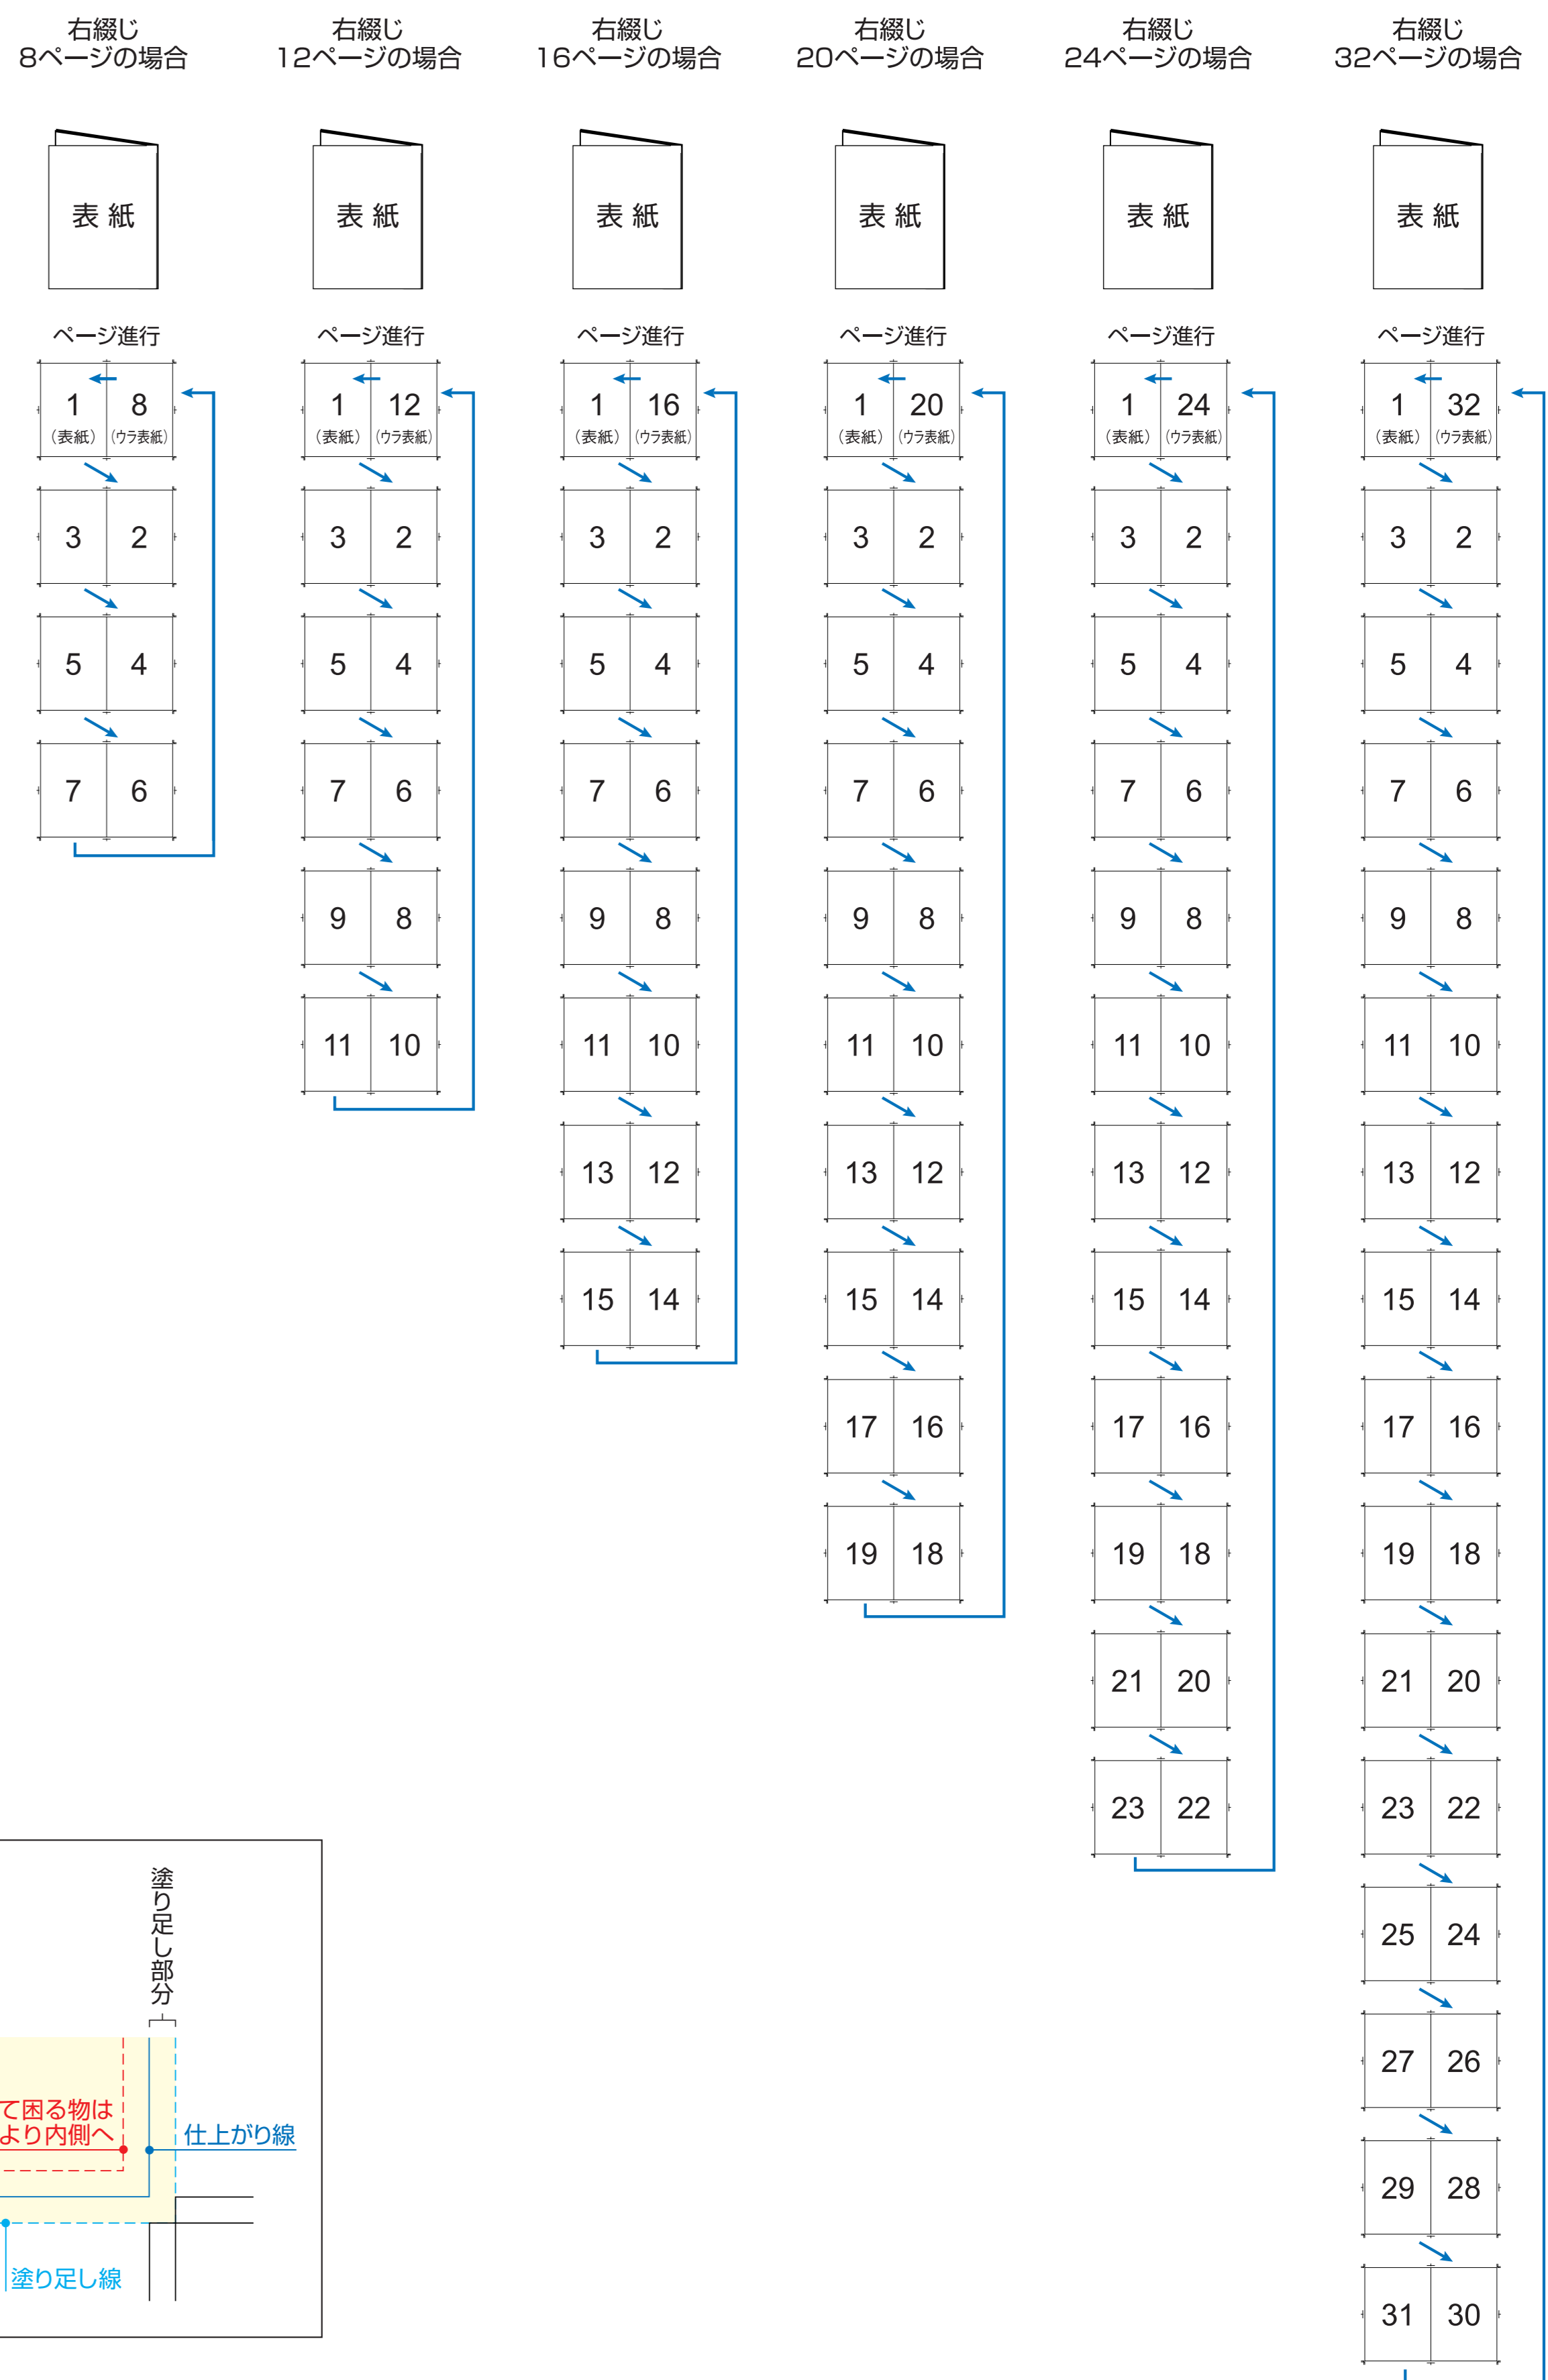 右綴じ
8ページの場合
表 紙
ページ進行
1 8
（表紙） （ウラ表紙）
3 2
5 4
7 6
右綴じ
12ページの場合
表 紙
ページ進行
1 12
（表紙） （ウラ表紙）
3 2
5 4
7 6
9 8
11 10
右綴じ
16ページの場合
表 紙
ページ進行
1 16
（表紙） （ウラ表紙）
3 2
5 4
7 6
9 8
11 10
13 12
15 14
右綴じ
20ページの場合
表 紙
ページ進行
1 20
（表紙） （ウラ表紙）
3 2
5 4
7 6
9 8
11 10
13 12
15 14
17 16
19 18
右綴じ
24ページの場合
表 紙
ページ進行
1 24
（表紙） （ウラ表紙）
3 2
5 4
7 6
9 8
11 10
13 12
15 14
17 16
19 18
21 20
23 22
右綴じ
32ページの場合
表 紙
ページ進行
1 32
（表紙） （ウラ表紙）
3 2
5 4
7 6
9 8
11 10
13 12
15 14
17 16
19 18
21 20
23 22
25 24
27 26
29 28
31 30
塗り足し部分
て困る物は
より内側へ
仕上がり線
塗り足し線